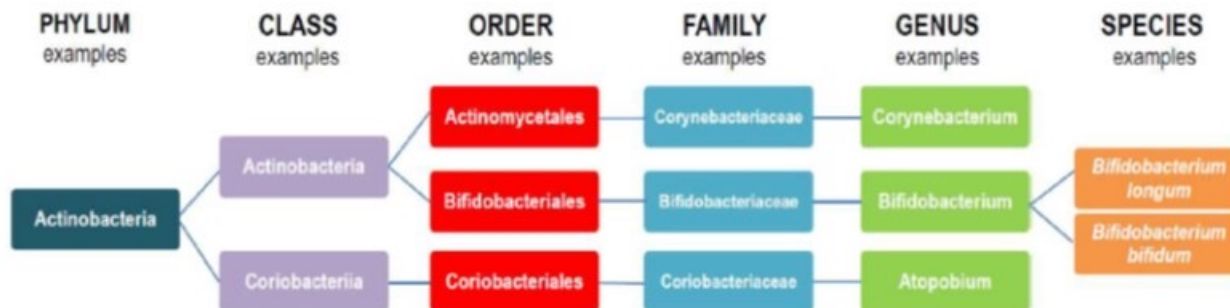 PHYLUM CLASS ORDER FAMILY GENUS SPECIES
examples examples examples examples examples examples
Actinomycetales Corynebacteriaceae Corynebacterium
Actinobacteria
Bifidobacterium
longum
Actinobacteria
Bifidobacteriales Bifidobacteriaceae Bifidobacterium
Bifidobacterium
bifidum
Coriobacteriia Coriobacteriales Coriobacteriaceae Atopobium